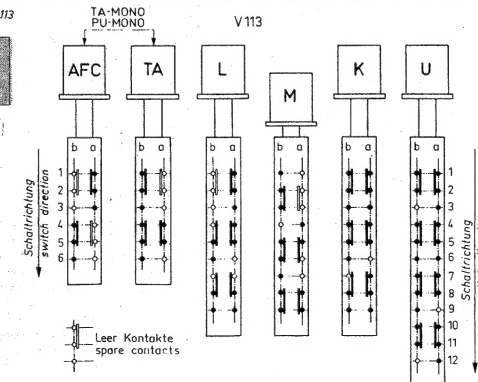 113
TA-MONO
PU-MONO
V 113
AFC
TA
L
M
K
U
b a
b a
b a
b a
b a
b a
1
2
3
4
5
6
1
2
3
4
5
6
7
8
9
10
11
12
Schaltrichtung
switch direction
Schaltrichtung
Leer Kontakte
spare contacts